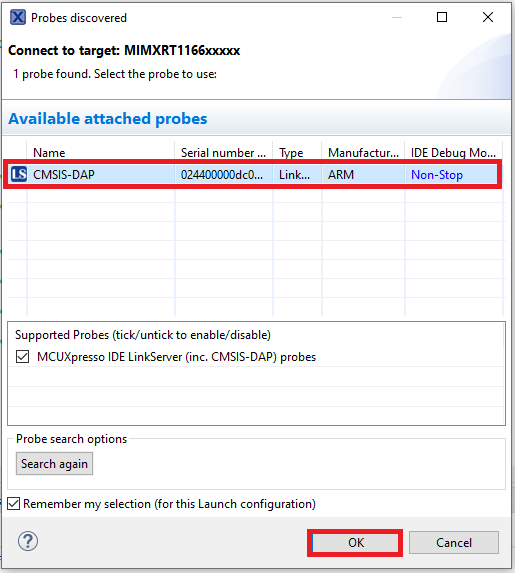 Probes discovered
Connect to target: MIMXRT1166xxxxx
1 probe found. Select the probe to use:
Available attached probes
Name Serial number ... Type Manufactur... IDE Debug Mo...
LS CMSIS-DAP 024400000dc0... Link... ARM Non-Stop
Supported Probes (tick/untick to enable/disable)
MCUXpresso IDE LinkServer (inc. CMSIS-DAP) probes
Probe search options
Search again
Remember my selection (for this Launch configuration)
? OK Cancel